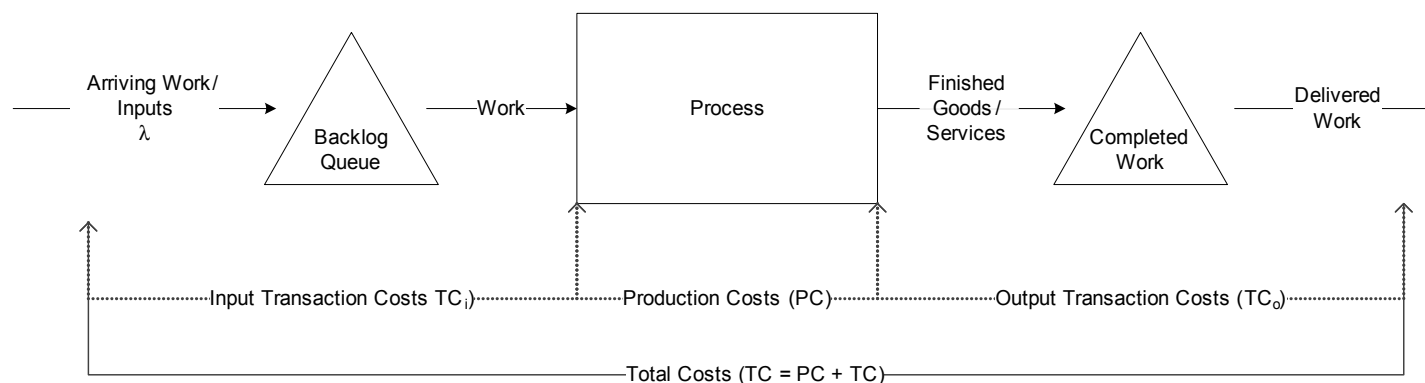 Arriving Work/
Inputs
λ
Backlog
Queue
Work
Process
Finished
Goods/
Services
Completed
Work
Delivered
Work
Input Transaction Costs TCi)
Production Costs (PC)
Output Transaction Costs (TCo)
Total Costs (TC = PC + TC)